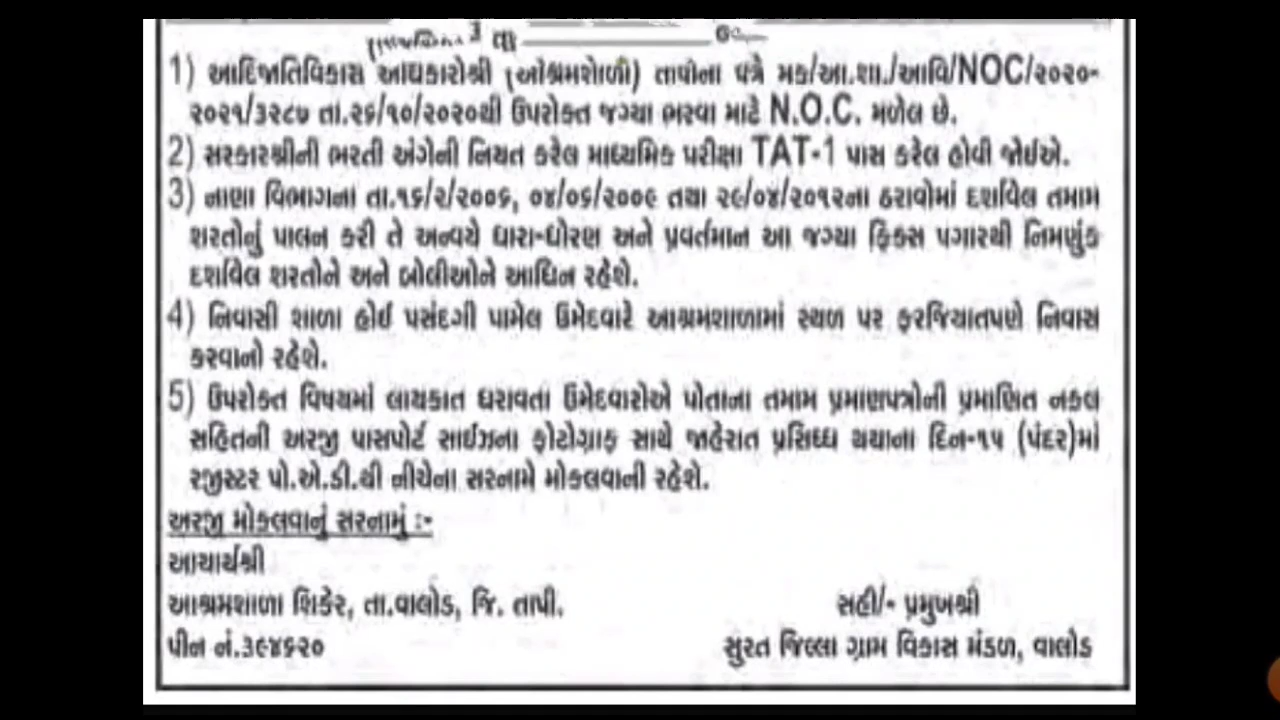 1) આદિજાતિવિકાસ અધિકારીશ્રી (આશ્રમશાળા) તાપીના પત્રે મક/આ.શા./આવિ/NOC/૨૦૨૦-
૨૦૨૧/૩૨૮૭ તા.૨૬/૧૦/૨૦૨૦થી ઉપરોક્ત જગ્યા ભરવા માટે N.O.C. મળેલ છે.
2) સરકારશ્રીની ભરતી અંગેની નિયત કરેલ માધ્યમિક પરીક્ષા TAT-1 પાસ કરેલ હોવી જોઈએ.
3) નાણા વિભાગના તા.૧૬/૨/૨૦૦૬, ૦૪/૦૬/૨૦૦૯ તથા ૨૯/૦૪/૨૦૧૨ના ઠરાવોમાં દર્શાવેલ તમામ
શરતોનું પાલન કરી તે અન્વયે ધારા-ધોરણ અને પ્રવર્તમાન આ જગ્યા ફિક્સ પગારથી નિમણુંક
દર્શાવેલ શરતોને અને બોલીઓને આધિન રહેશે.
4) નિવાસી શાળા હોઈ પસંદગી પામેલ ઉમેદવારે આશ્રમશાળામાં સ્થળ પર ફરજિયાતપણે નિવાસ
કરવાનો રહેશે.
5) ઉપરોક્ત વિષયમાં લાયકાત ધરાવતા ઉમેદવારોએ પોતાના તમામ પ્રમાણપત્રોની પ્રમાણિત નકલ
સહિતની અરજી પાસપોર્ટ સાઈઝના ફોટોગ્રાફ સાથે જાહેરાત પ્રસિધ્ધ થયાના દિન-૧૫ (પંદર)માં
રજીસ્ટર પો.એ.ડી.થી નીચેના સરનામે મોકલવાની રહેશે.
અરજી મોકલવાનું સરનામું :-
આચાર્યશ્રી
આશ્રમશાળા શિકેર, તા.વાલોડ, જિ. તાપી.
પીન નં.૩૯૪૬૨૦
સહી/- પ્રમુખશ્રી
સુરત જિલ્લા ગ્રામ વિકાસ મંડળ, વાલોડ